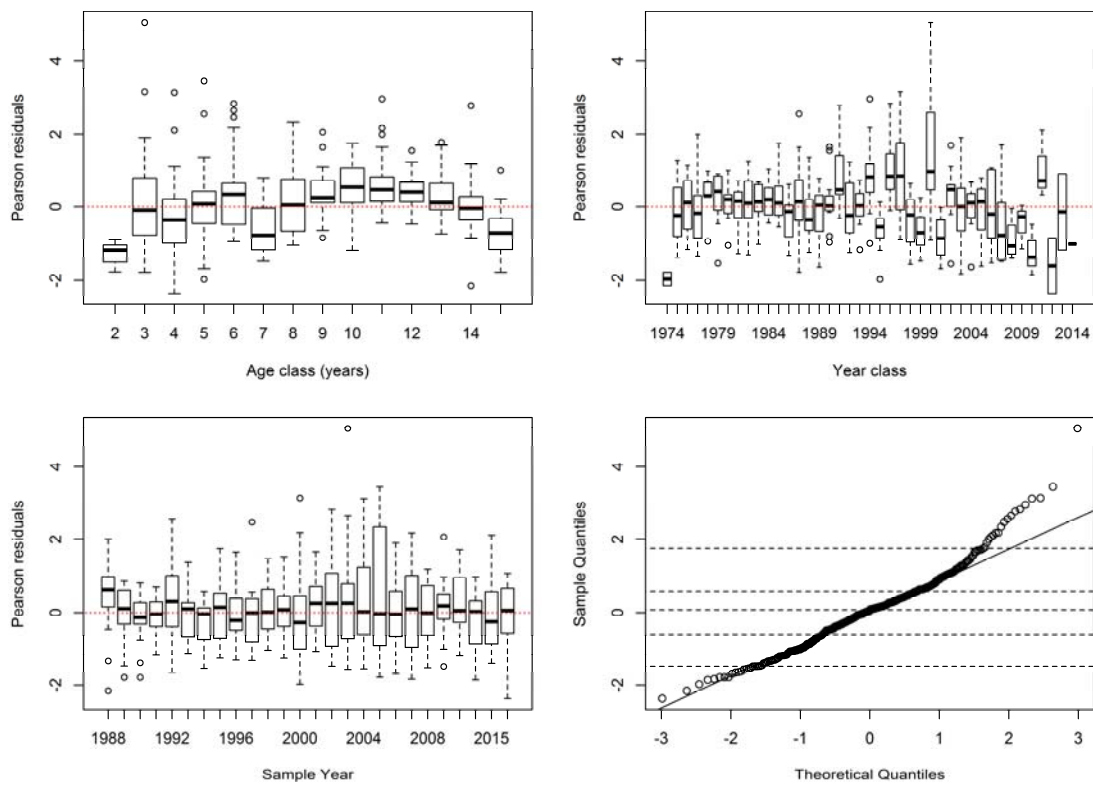 Pearson residuals
4
2
0
-2
2 3 4 5 6 7 8 9 10 12 14
Age class (years)
Pearson residuals
4
2
0
-2
1974 1979 1984 1989 1994 1999 2004 2009 2014
Year class
Pearson residuals
4
2
0
-2
1988 1992 1996 2000 2004 2008 2015
Sample Year
Sample Quantiles
4
2
0
-2
-3 -2 -1 0 1 2 3
Theoretical Quantiles